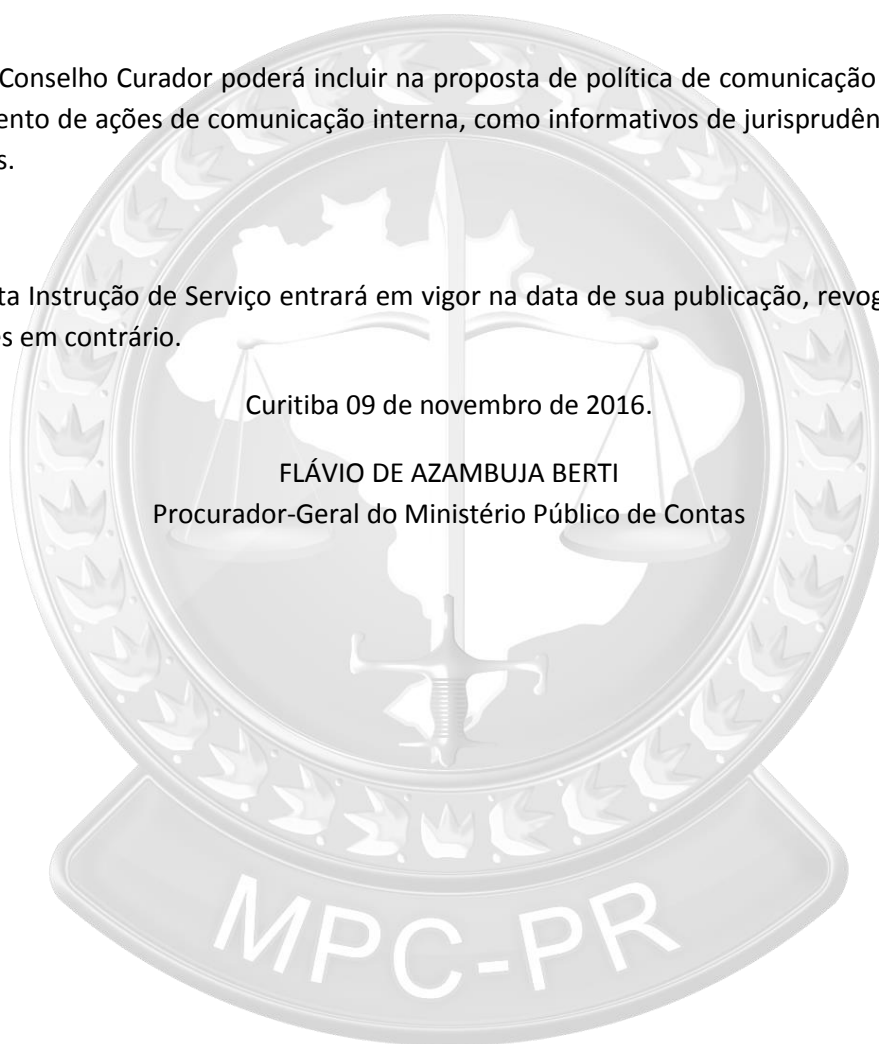 Conselho Curador poderá incluir na proposta de política de comunicação
ento de ações de comunicação interna, como informativos de jurisprudên
s.
ta Instrução de Serviço entrará em vigor na data de sua publicação, revog
es em contrário.
Curitiba 09 de novembro de 2016.
FLÁVIO DE AZAMBUJA BERTI
Procurador-Geral do Ministério Público de Contas
MPC-PR